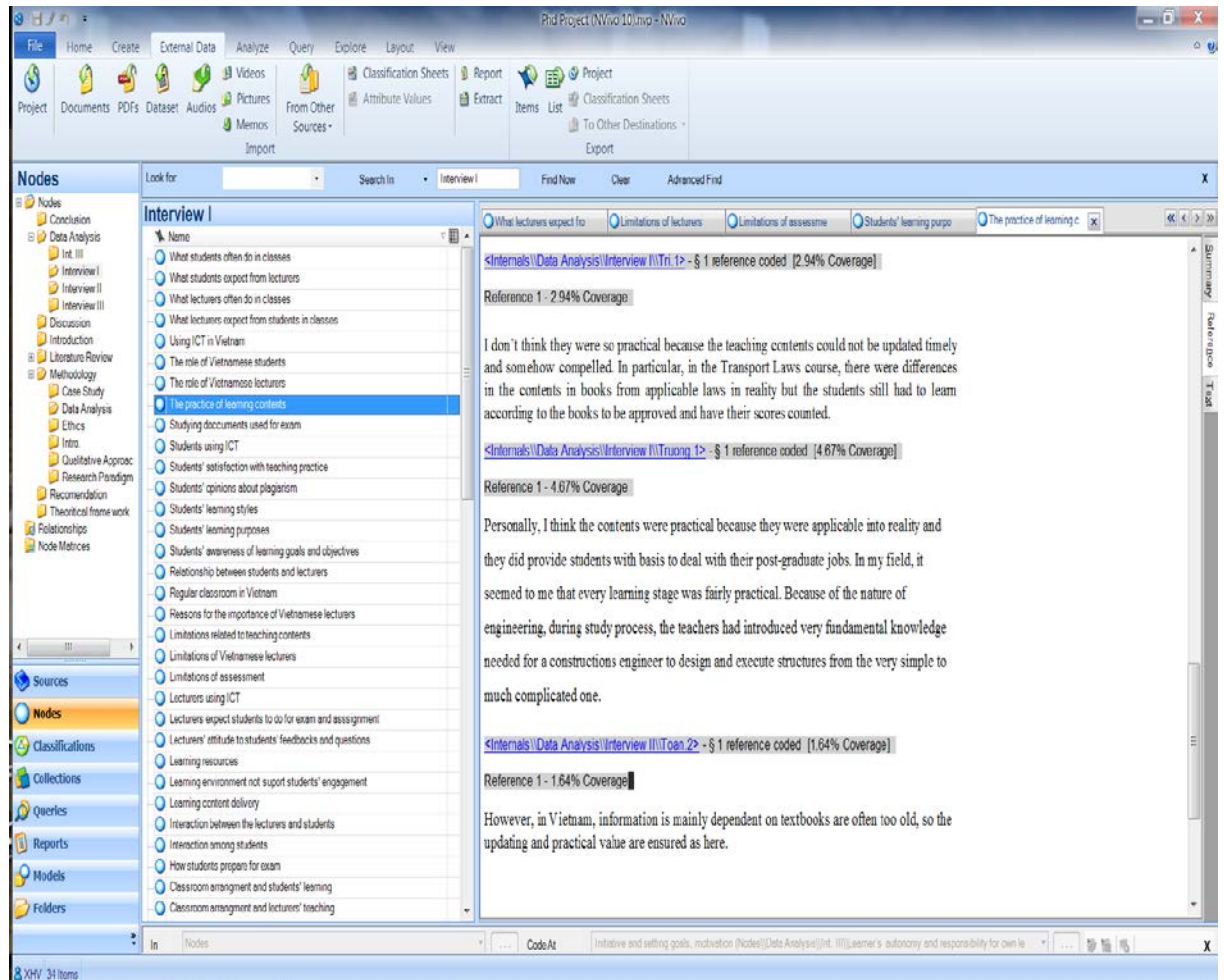 Phd Project (NVivo 10).nvp - NVivo
File Home Create External Data Analyze Query Explore Layout View
Project Documents PDFs Dataset Audios
Videos
Pictures
Memos
From Other Sources
Import
Classification Sheets
Attribute Values
Report
Extract
Items List
Project
Classification Sheets
To Other Destinations
Export
Nodes
Look for: Search In Interview I Find Now Clear Advanced Find X
Nodes
Conclusion
Data Analysis
Int. III
Interview I
Interview II
Interview III
Discussion
Introduction
Literature Review
Methodology
Case Study
Data Analysis
Ethics
Intro.
Qualitative Approac
Research Paradigm
Recomendation
Theoritical frame work
Relationships
Node Matrices
Sources
Nodes
Classifications
Collections
Queries
Reports
Models
Folders
Interview I
Name
What students often do in classes
What students expect from lecturers
What lecturers often do in classes
What lecturers expect from students in classes
Using ICT in Vietnam
The role of Vietnamese students
The role of Vietnamese lecturers
The practice of learning contents
Studying daccuments used for exam
Students using ICT
Students' satisfaction with teaching practice
Students' opinions about plagiarism
Students' learning styles
Students' learning purposes
Students' awareness of learning goals and objectives
Relationship between students and lecturers
Regular classroom in Vietnam
Reasons for the importance of Vietnamese lecturers
Limitations related to teaching contents
Limitations of Vietnamese lecturers
Limitations of assessment
Lecturers using ICT
Lecturers expect students to do for exam and asssignment
Lecturers' attitude to students' feedbacks and questions
Learning resources
Learning environment not suport students' engagement
Learning content delivery
Interaction between the lecturers and students
Interaction among students
How students prepare for exam
Classroom arrangment and students' learning
Classroom arrangment and lecturers' teaching
What lecturers expect fro Limitations of lecturers Limitations of assessme Students' learning purpo The practice of learning c x
<Internals\\Data Analysis\\Interview I\\Tri.1> - § 1 reference coded [2.94% Coverage]
Reference 1 - 2.94% Coverage
I don't think they were so practical because the teaching contents could not be updated timely
and somehow compelled. In particular, in the Transport Laws course, there were differences
in the contents in books from applicable laws in reality but the students still had to learn
according to the books to be approved and have their scores counted.
<Internals\\Data Analysis\\Interview I\\Truong 1> - § 1 reference coded [4.67% Coverage]
Reference 1 - 4.67% Coverage
Personally, I think the contents were practical because they were applicable into reality and
they did provide students with basis to deal with their post-graduate jobs. In my field, it
seemed to me that every learning stage was fairly practical. Because of the nature of
engineering, during study process, the teachers had introduced very fundamental knowledge
needed for a constructions engineer to design and execute structures from the very simple to
much complicated one.
<Internals\\Data Analysis\\Interview II\\Toan.2> - § 1 reference coded [1.64% Coverage]
Reference 1 - 1.64% Coverage
However, in Vietnam, information is mainly dependent on textbooks are often too old, so the
updating and practical value are ensured as here.
Summary
Reference
Text
In Nodes ... Code At Initiative and setting goals, motivation (Nodes\\Data Analysis\\Int. III\\Learner's autonomy and responsibility for own le ... X
XHV 34 Items